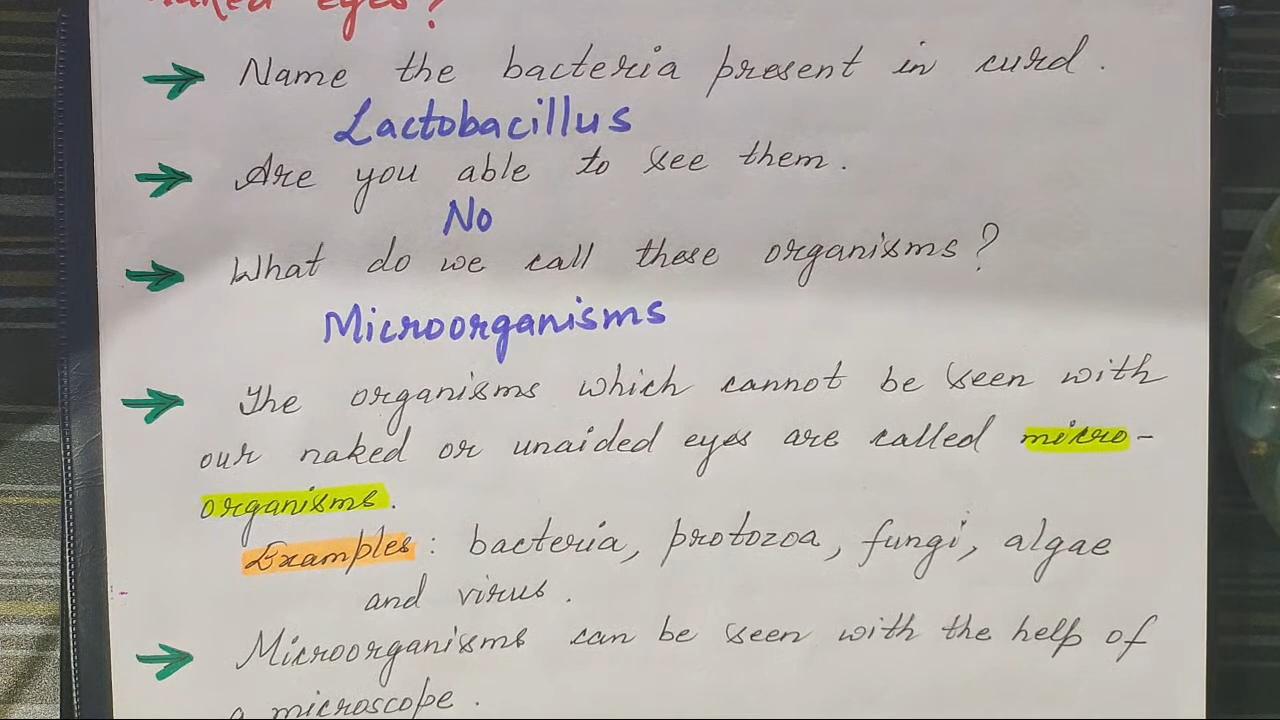 naked eyes?
→ Name the bacteria present in curd.
Lactobacillus
→ Are you able to see them.
No
→ What do we call these organisms?
Microorganisms
→ The organisms which cannot be seen with
our naked or unaided eyes are called micro-
organisms.
Examples: bacteria, protozoa, fungi, algae
and virus.
→ Microorganisms can be seen with the help of
a microscope.